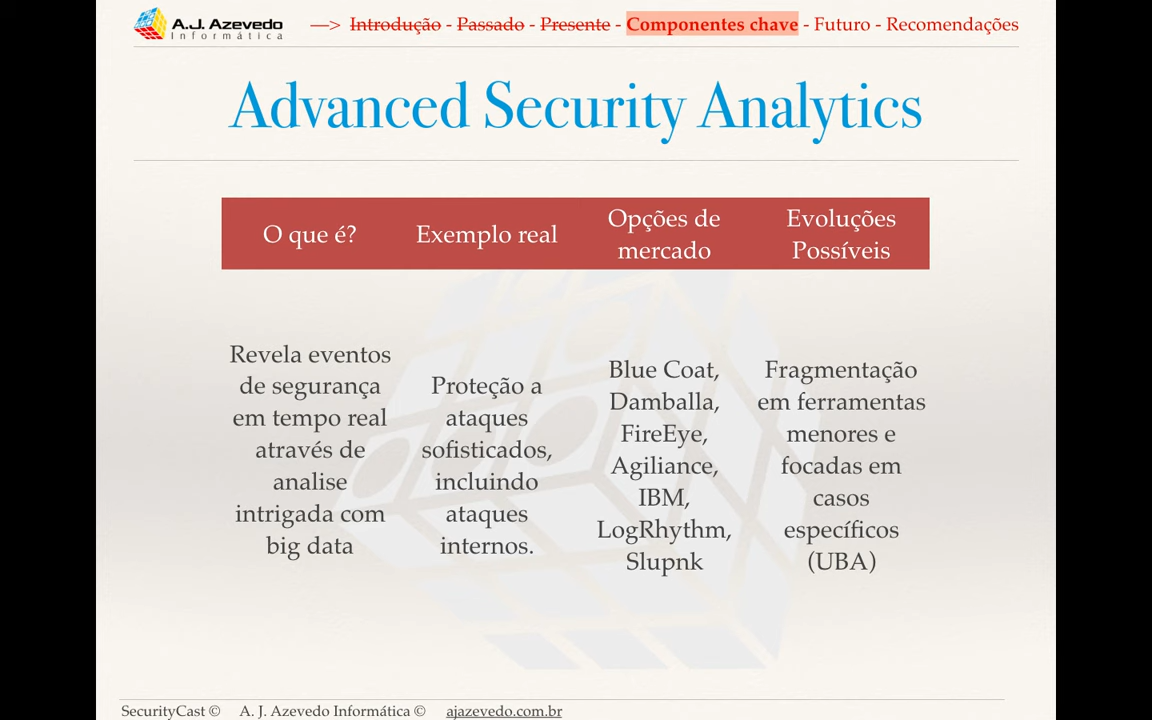 A.J. Azevedo
Informática
—> Introdução - Passado - Presente - Componentes chave - Futuro - Recomendações
Advanced Security Analytics
O que é?
Exemplo real
Opções de
mercado
Evoluções
Possíveis
Revela eventos
de segurança
em tempo real
através de
analise
intrigada com
big data
Proteção a
ataques
sofisticados,
incluindo
ataques
internos.
Blue Coat,
Damballa,
FireEye,
Agiliance,
IBM,
LogRhythm,
Slupnk
Fragmentação
em ferramentas
menores e
focadas em
casos
específicos
(UBA)
SecurityCast © A. J. Azevedo Informática © ajazevedo.com.br